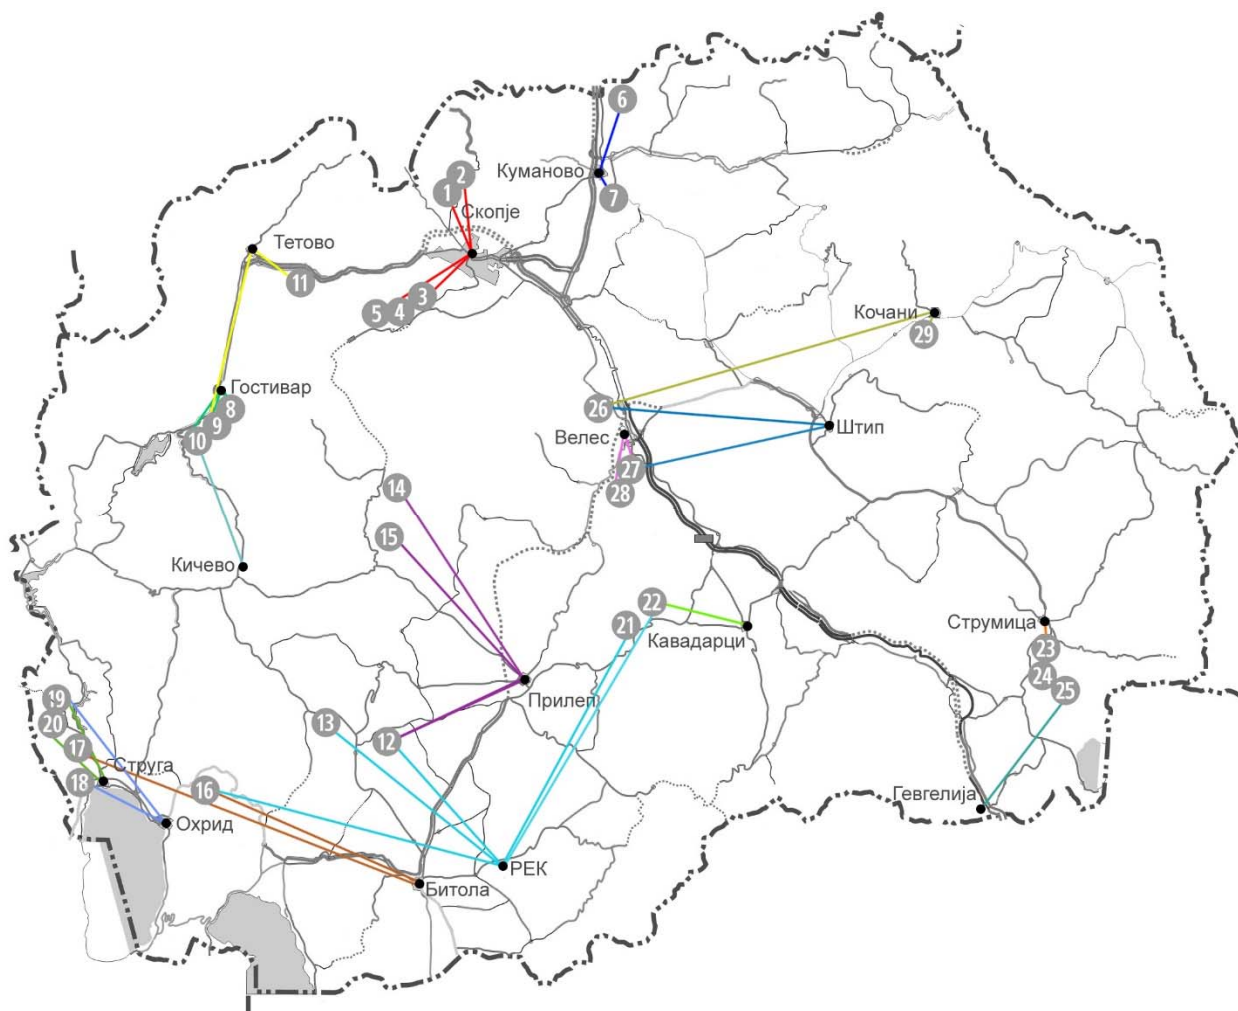 6
Куманово
2
1
7
Скопје
Тетово
11
3
5
4
Кочани
29
Гостивар
8
9
10
26
Велес
Штип
27
28
14
15
Кичево
22
21
Струмица
Кавадарци
23
24
25
19
Прилеп
20
13
12
17
Струга
18
16
Гевгелија
Охрид
РЕК
Битола